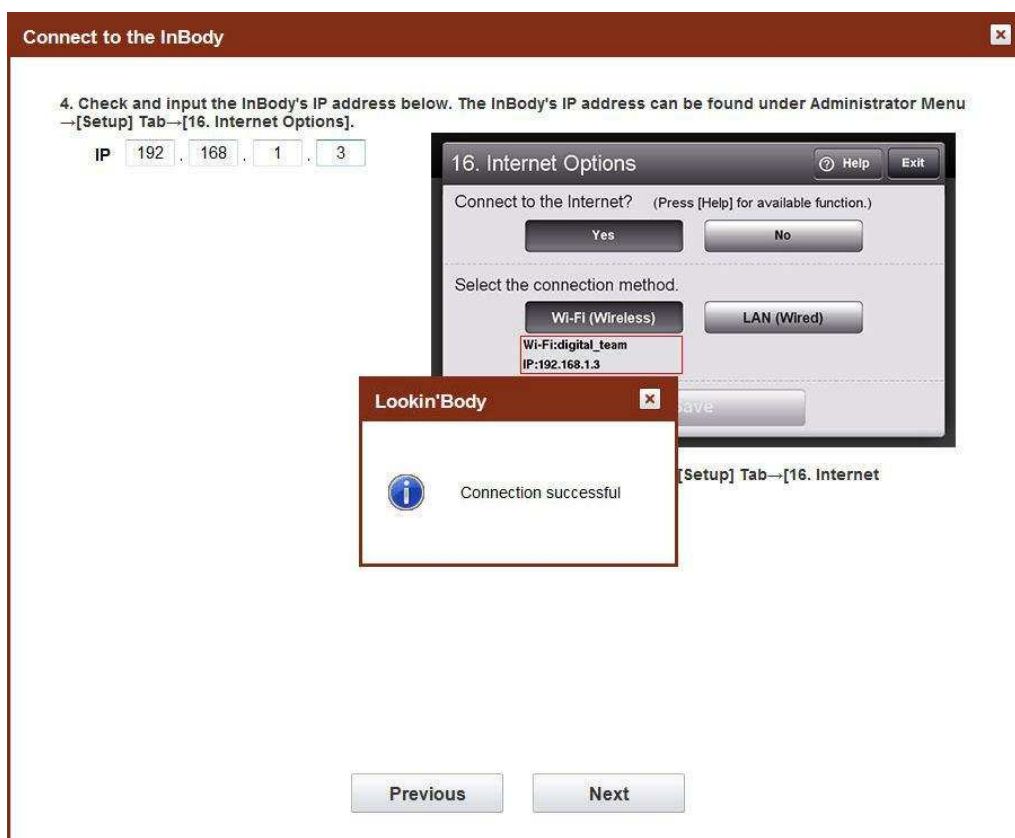 Connect to the InBody
4. Check and input the InBody's IP address below. The InBody's IP address can be found under Administrator Menu
→[Setup] Tab→[16. Internet Options].
IP 192 . 168 . 1 . 3
16. Internet Options
Help
Exit
Connect to the Internet? (Press [Help] for available function.)
Yes
No
Select the connection method.
Wi-Fi (Wireless)
LAN (Wired)
Wi-Fi:digital_team
IP:192.168.1.3
Lookin'Body
Connection successful
[Setup] Tab→[16. Internet
Previous
Next